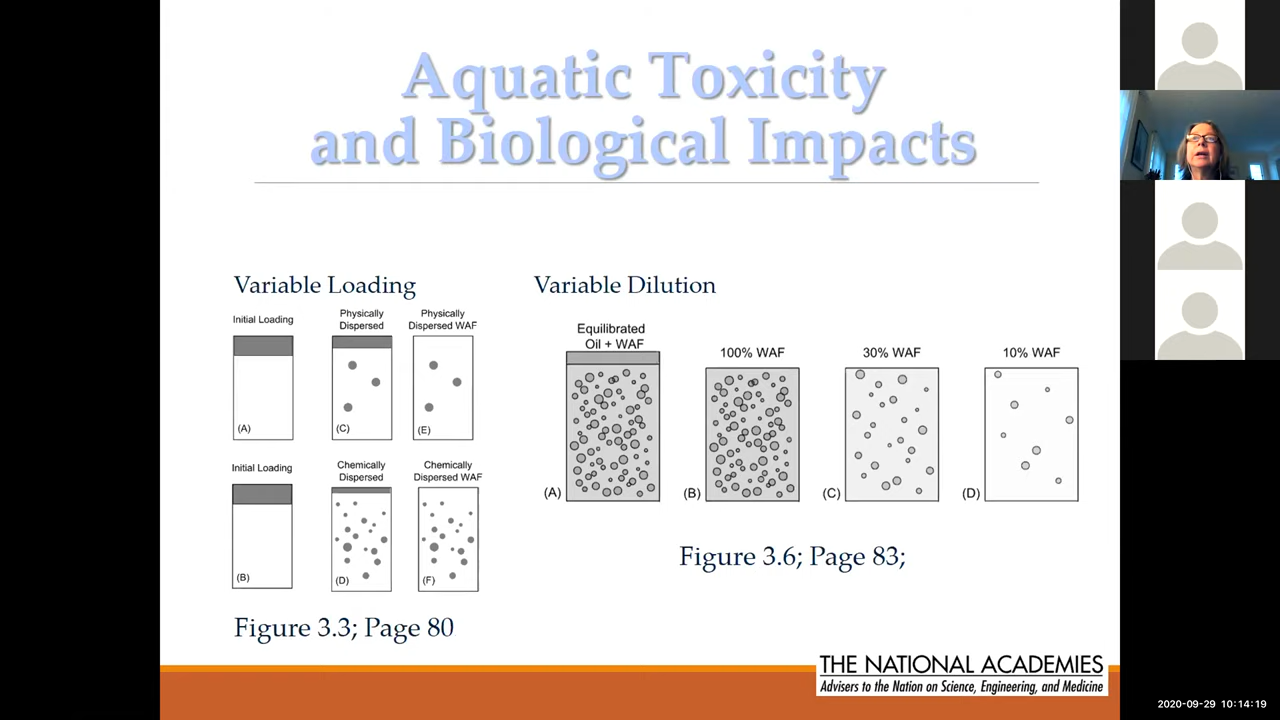 Aquatic Toxicity
and Biological Impacts
Variable Loading
Initial Loading
Physically
Dispersed
Physically
Dispersed WAF
(A)
(C)
(E)
Initial Loading
Chemically
Dispersed
Chemically
Dispersed WAF
(B)
(D)
(F)
Figure 3.3; Page 80
Variable Dilution
Equilibrated
Oil + WAF
100% WAF
30% WAF
10% WAF
(A)
(B)
(C)
(D)
Figure 3.6; Page 83;
THE NATIONAL ACADEMIES
Advisers to the Nation on Science, Engineering, and Medicine
2020-09-29 10:14:19